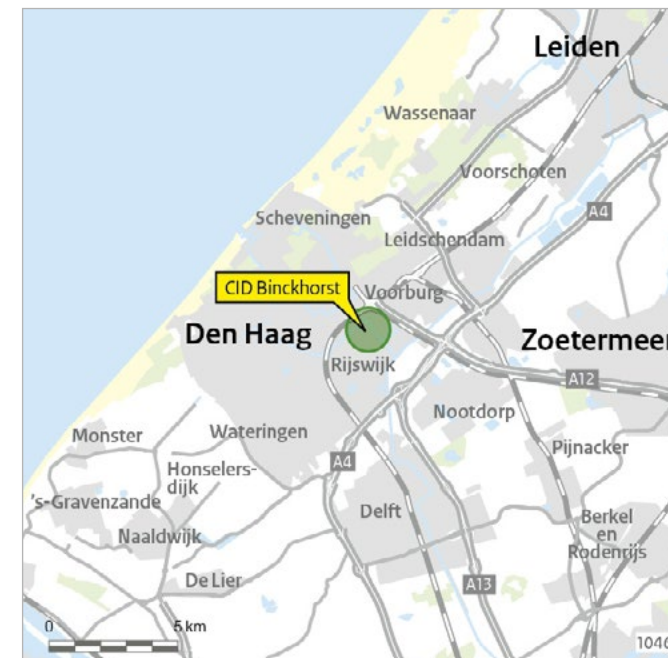 Leiden
Wassenaar
Voorschoten
Scheveningen
A4
Leidschendam
CID Binckhorst
Voorburg
Den Haag
Zoetermeer
Rijswijk
A12
Nootdorp
Monster
Wateringen
Pijnacker
A4
Honselers-
dijk
's-Gravenzande
Delft
Naaldwijk
Berkel
en
Rodenrijs
De Lier
A13
0
5 km
1046